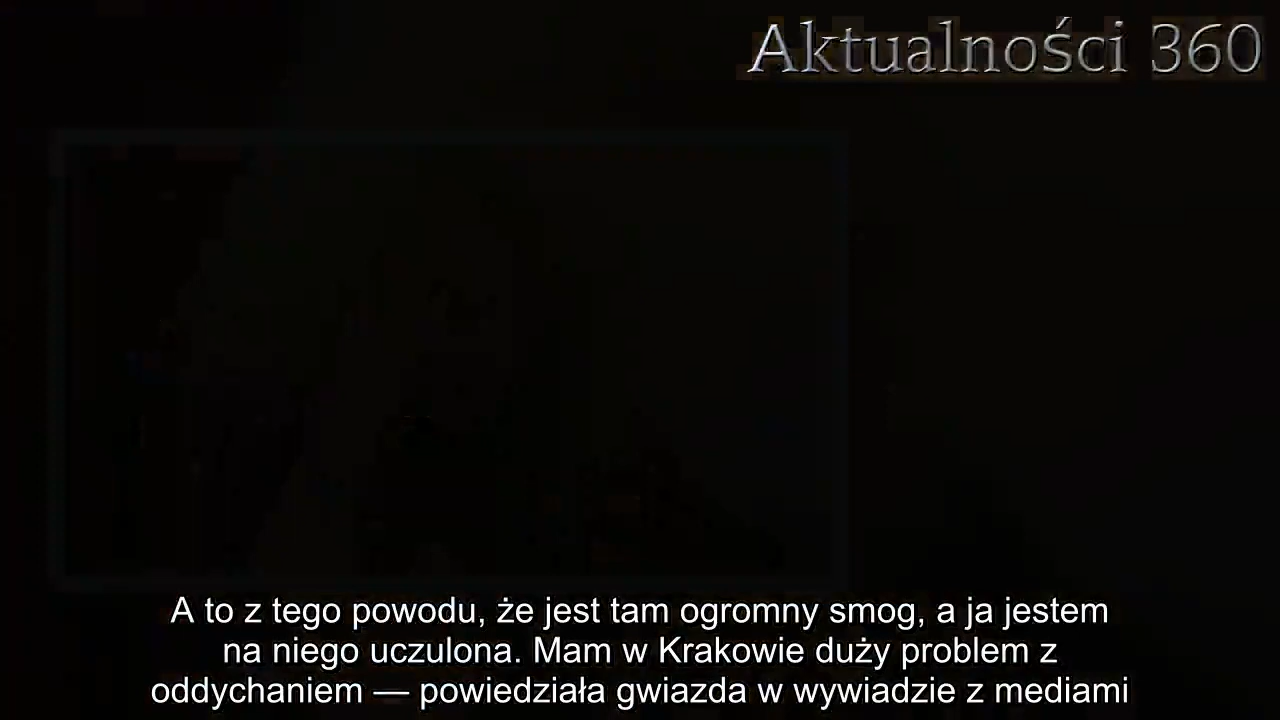 Aktualności 360
A to z tego powodu, że jest tam ogromny smog, a ja jestem
na niego uczulona. Mam w Krakowie duży problem z
oddychaniem — powiedziała gwiazda w wywiadzie z mediami